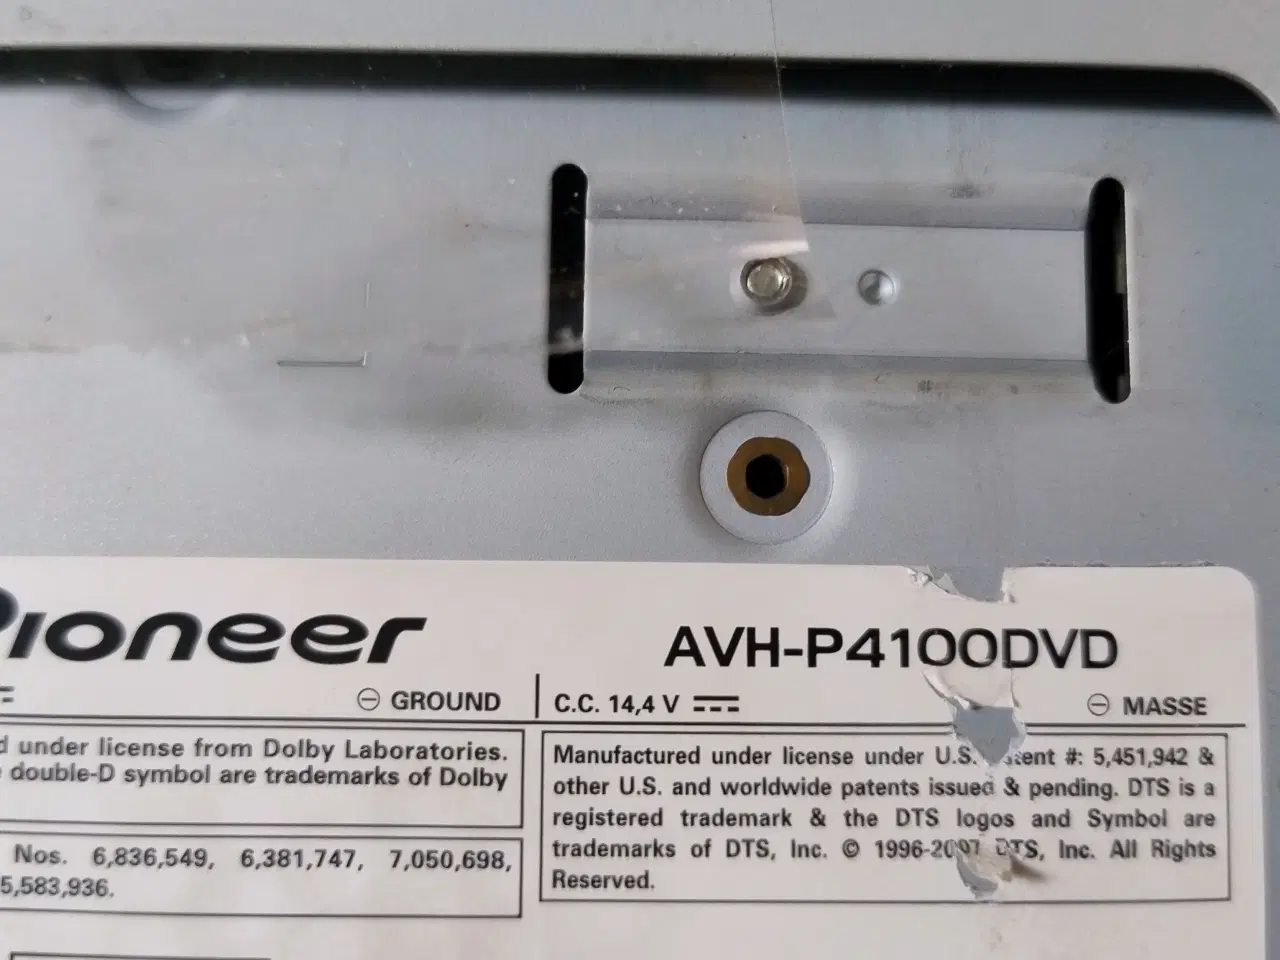 Pioneer
AVH-P4100DVD
⊖ GROUND
C.C. 14,4 V ⎓
⊖ MASSE
under license from Dolby Laboratories.
double-D symbol are trademarks of Dolby
Nos. 6,836,549, 6,381,747, 7,050,698,
5,583,936.
Manufactured under license under U.S. #: 5,451,942 &
other U.S. and worldwide patents issued & pending. DTS is a
registered trademark & the DTS logos and Symbol are
trademarks of DTS, Inc. © 1996-2007 DTS, Inc. All Rights
Reserved.